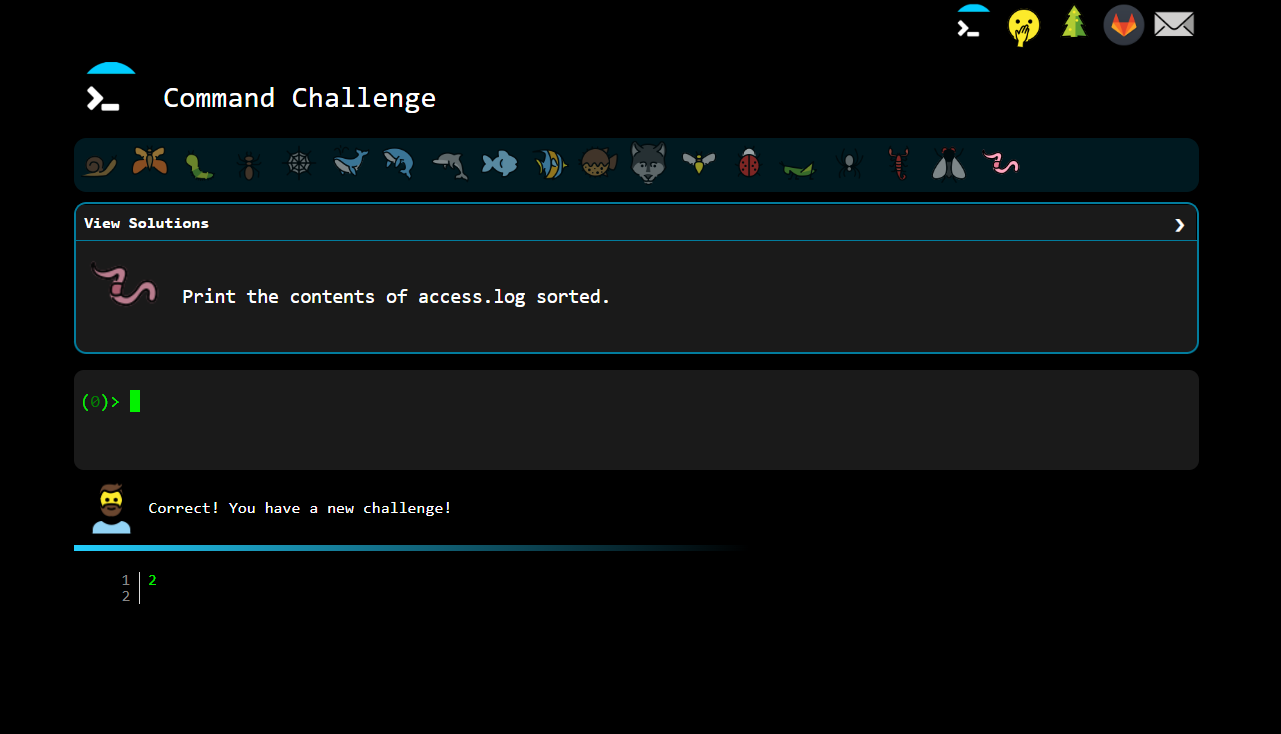 Command Challenge
View Solutions
Print the contents of access.log sorted.
(0)>
Correct! You have a new challenge!
1 2
2